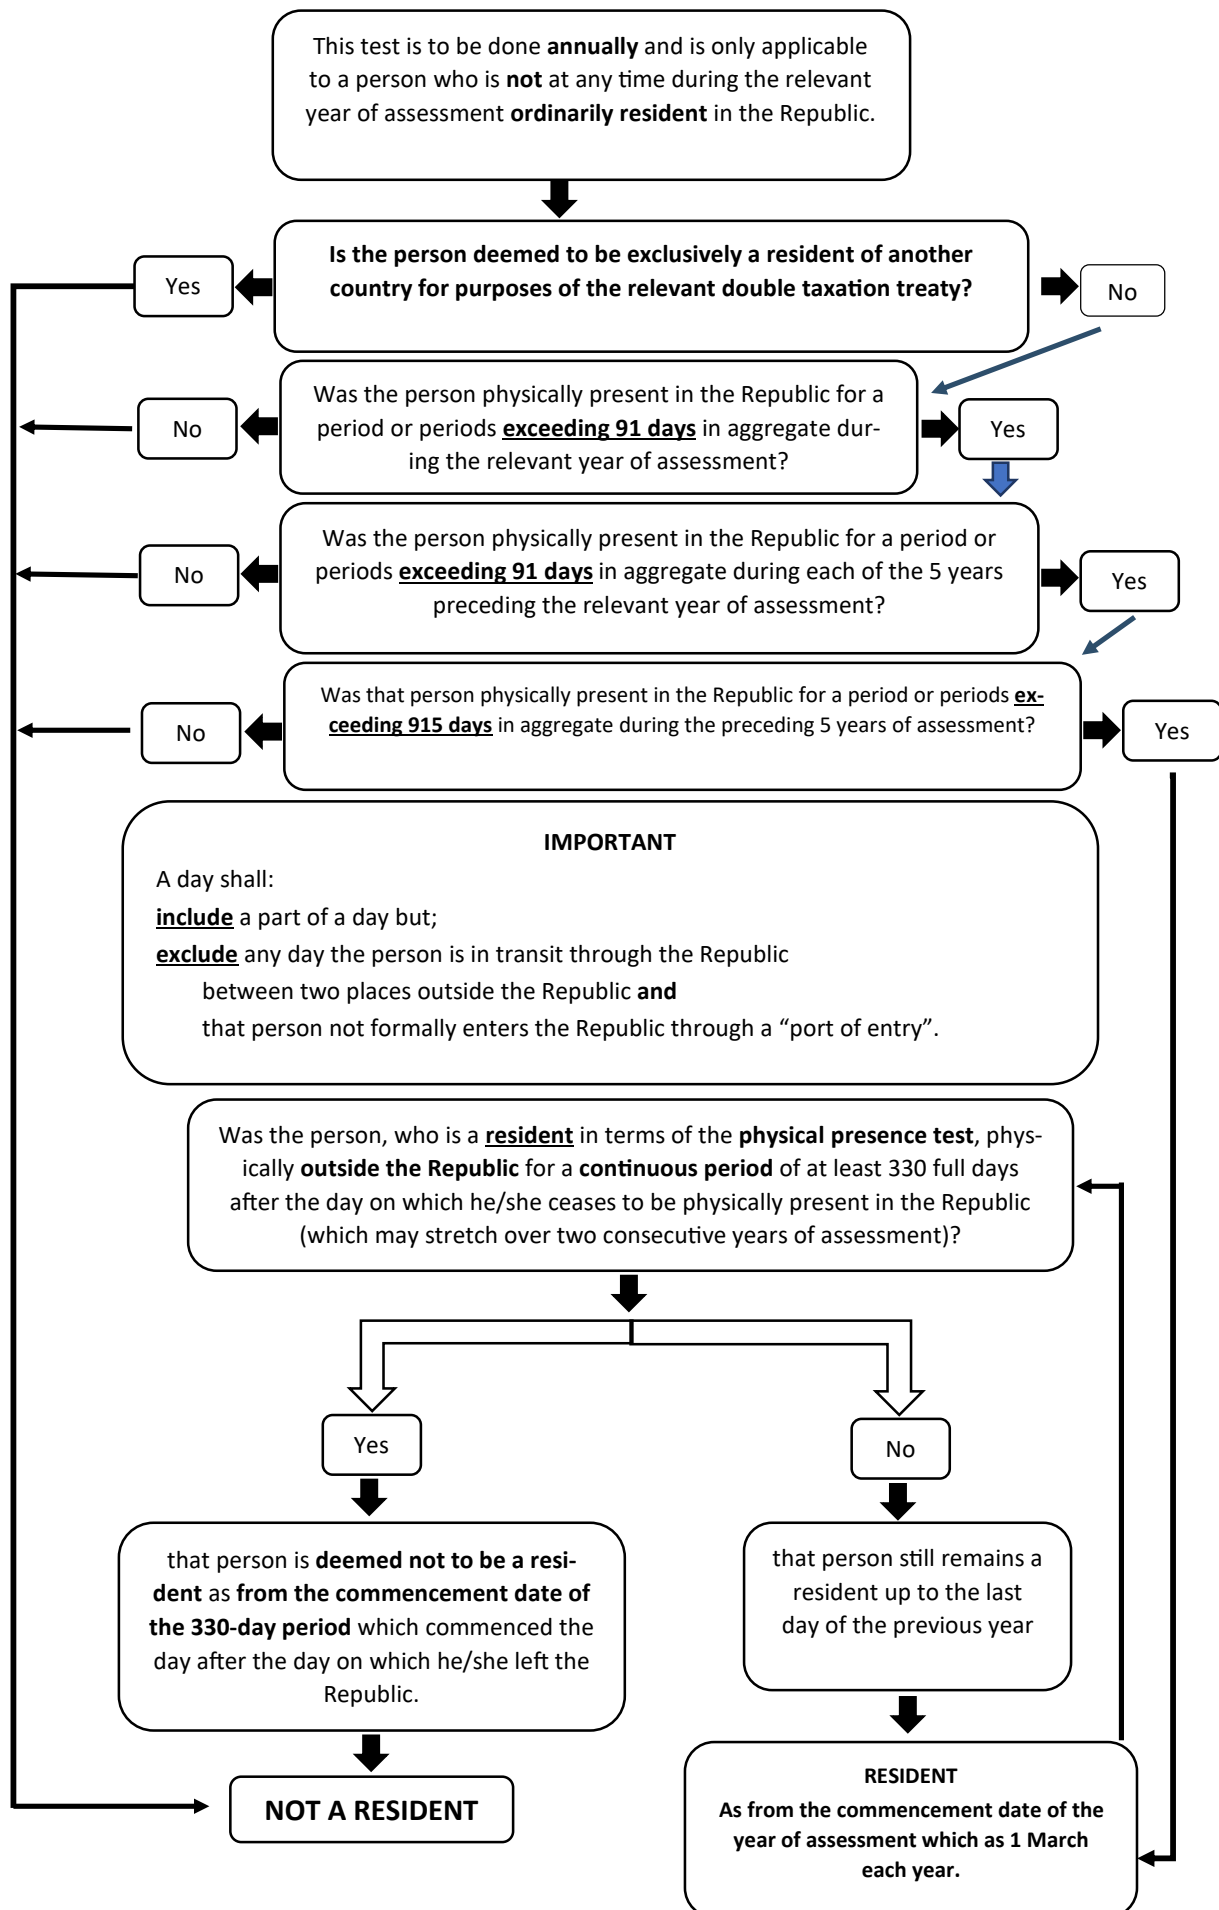 This test is to be done annually and is only applicable
to a person who is not at any time during the relevant
year of assessment ordinarily resident in the Republic.
Is the person deemed to be exclusively a resident of another
country for purposes of the relevant double taxation treaty?
Yes
No
Was the person physically present in the Republic for a
period or periods exceeding 91 days in aggregate dur-
ing the relevant year of assessment?
No
Yes
Was the person physically present in the Republic for a period or
periods exceeding 91 days in aggregate during each of the 5 years
preceding the relevant year of assessment?
No
Yes
Was that person physically present in the Republic for a period or periods ex-
ceeding 915 days in aggregate during the preceding 5 years of assessment?
No
Yes
IMPORTANT
A day shall:
include a part of a day but;
exclude any day the person is in transit through the Republic
between two places outside the Republic and
that person not formally enters the Republic through a “port of entry”.
Was the person, who is a resident in terms of the physical presence test, phys-
ically outside the Republic for a continuous period of at least 330 full days
after the day on which he/she ceases to be physically present in the Republic
(which may stretch over two consecutive years of assessment)?
Yes
No
that person is deemed not to be a resi-
dent as from the commencement date of
the 330-day period which commenced the
day after the day on which he/she left the
Republic.
that person still remains a
resident up to the last
day of the previous year
NOT A RESIDENT
RESIDENT
As from the commencement date of the
year of assessment which as 1 March
each year.